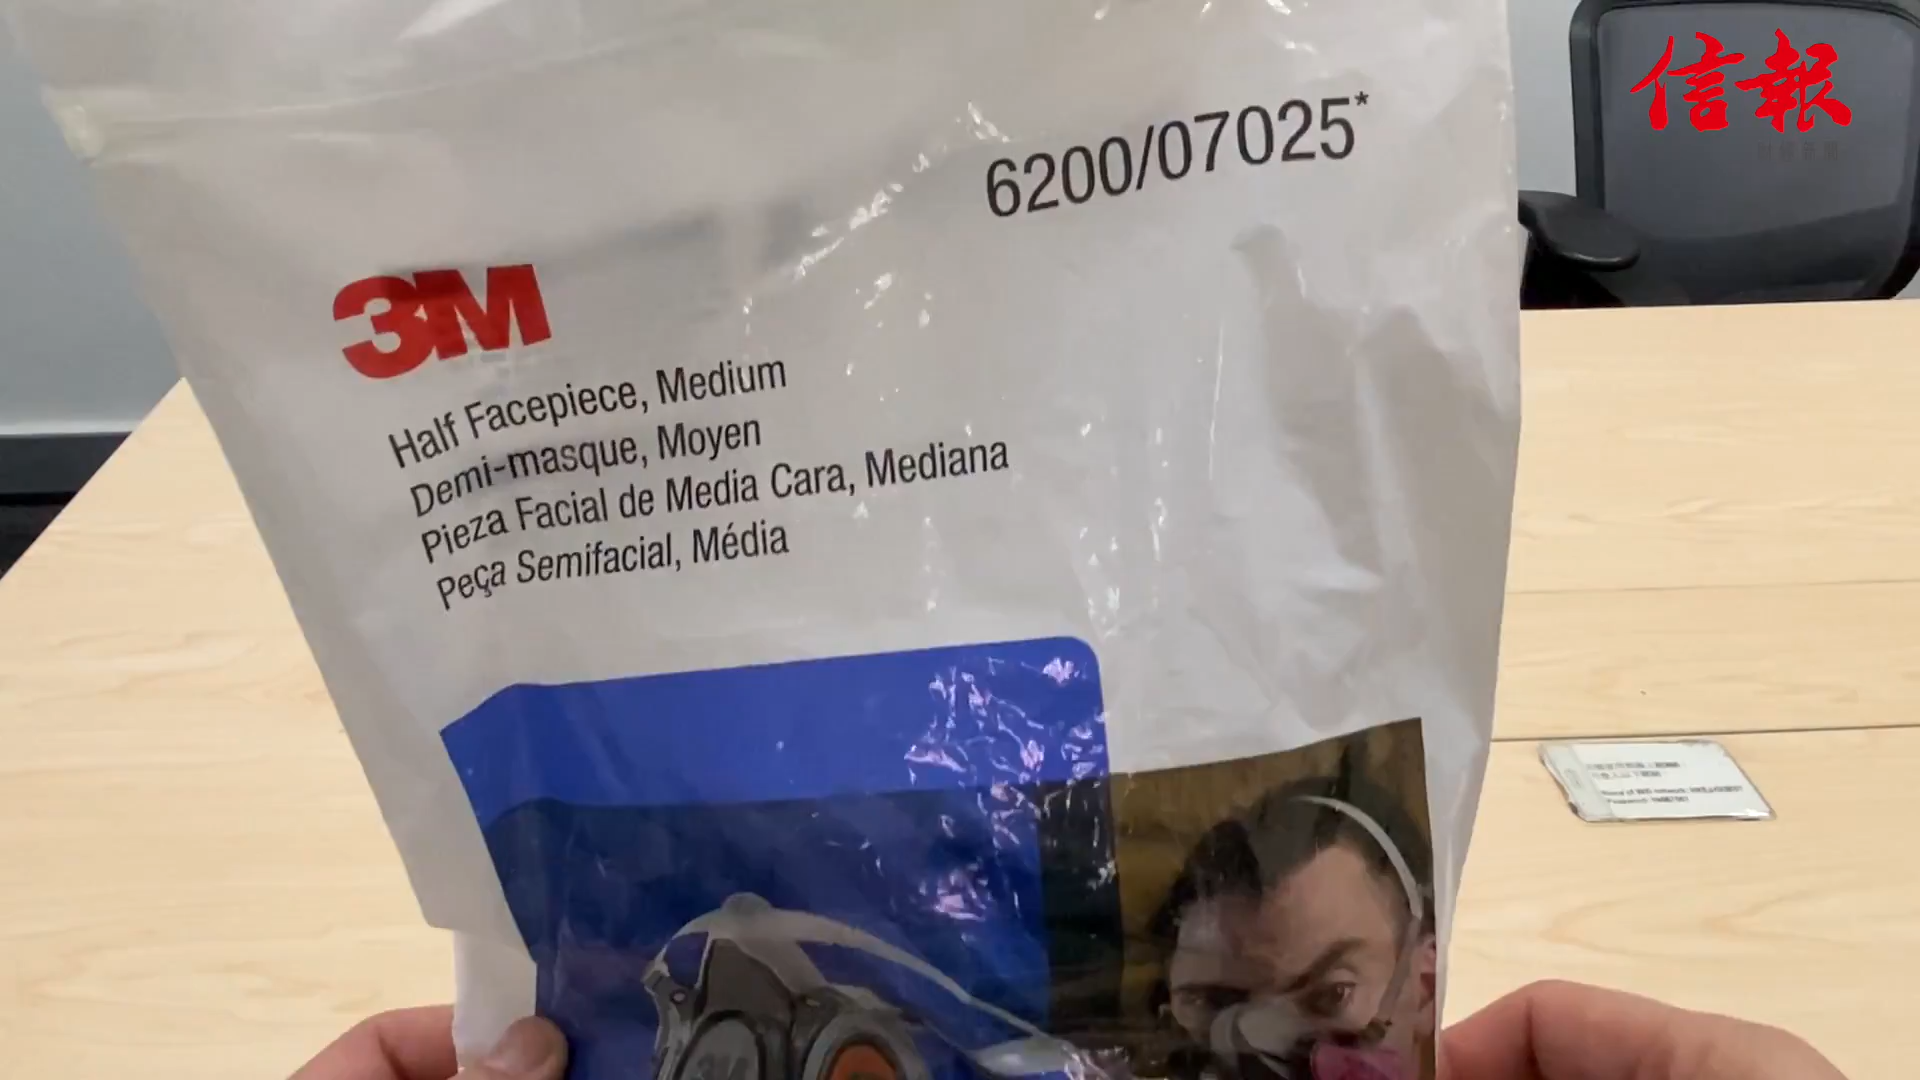 信報
6200/07025*
3M
Half Facepiece, Medium
Demi-masque, Moyen
Pieza Facial de Media Cara, Mediana
Peça Semifacial, Média
3M